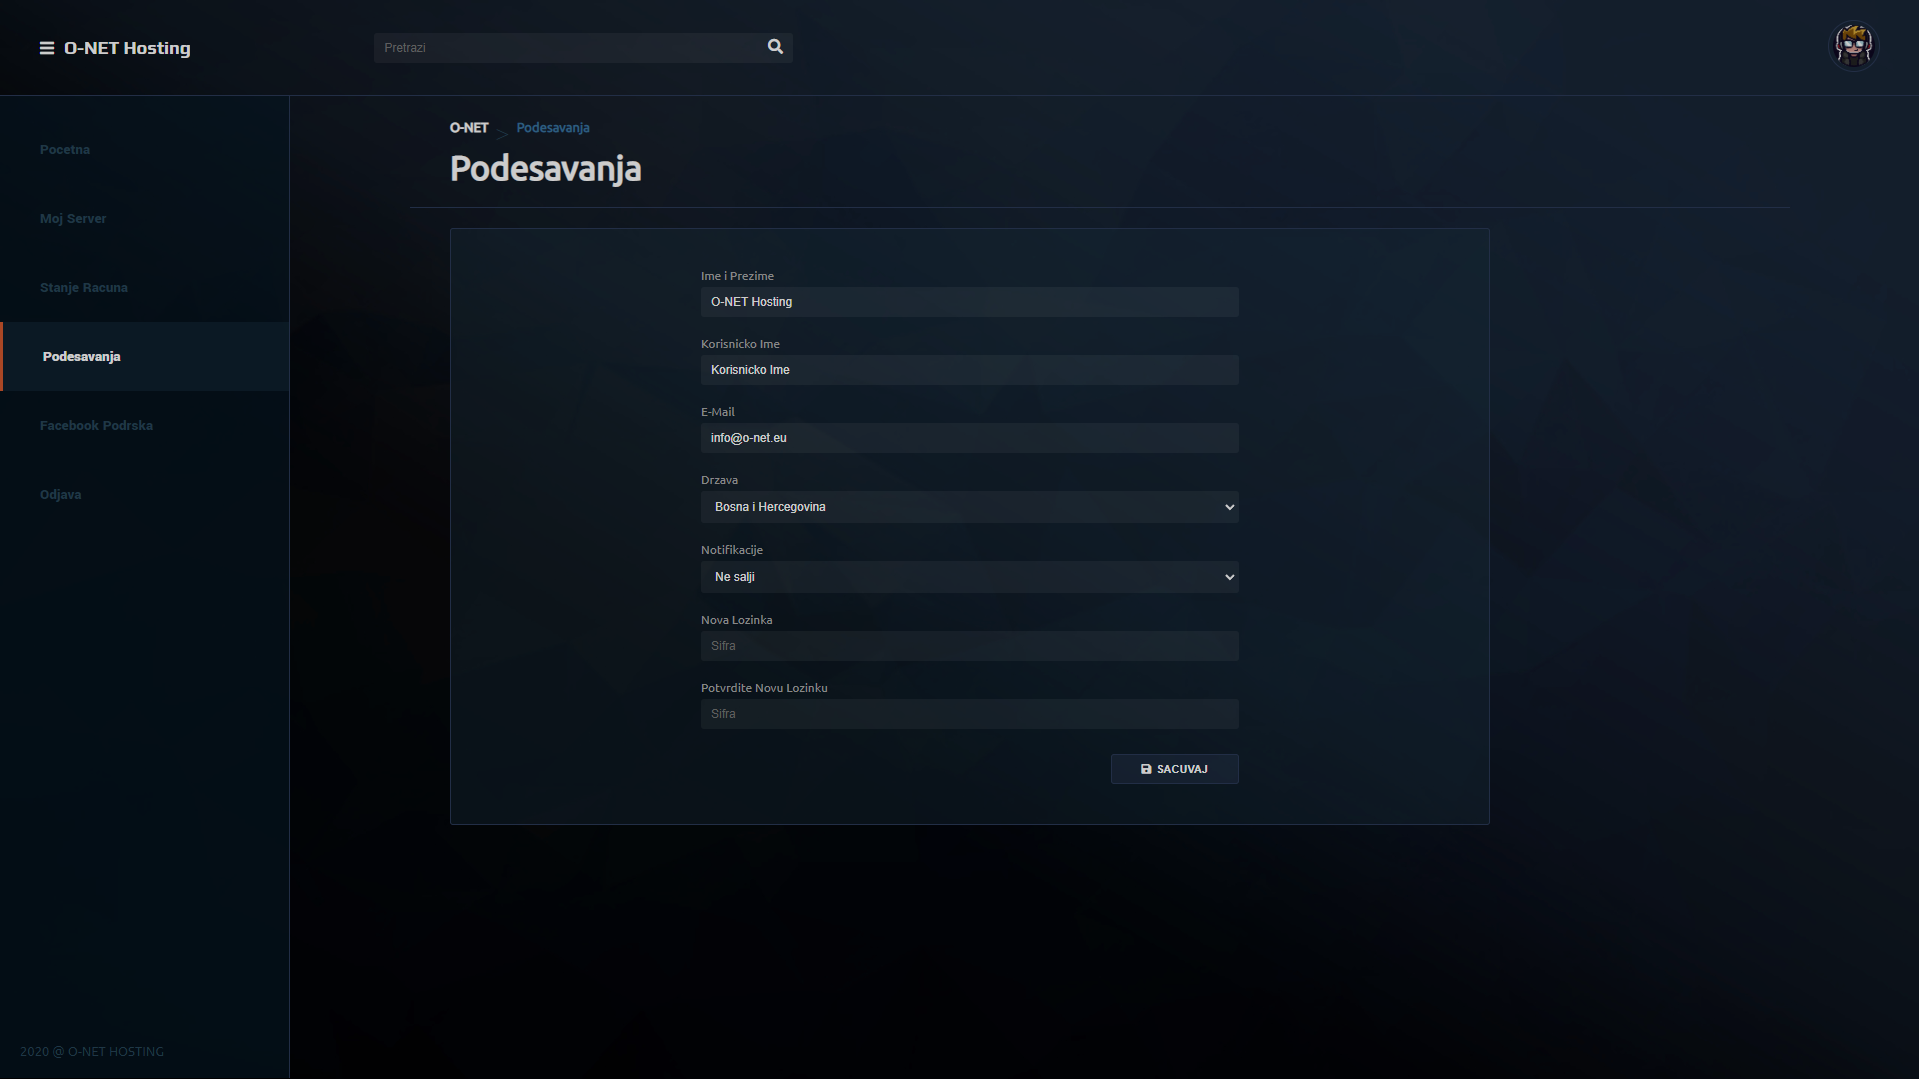 O-NET Hosting
Pretrazi
Pocetna
Moj Server
Stanje Racuna
Podesavanja
Facebook Podrska
Odjava
2020 @ O-NET HOSTING
O-NET > Podesavanja
Podesavanja
Ime i Prezime
O-NET Hosting
Korisnicko Ime
Korisnicko Ime
E-Mail
info@o-net.eu
Drzava
Bosna i Hercegovina
Notifikacije
Ne salji
Nova Lozinka
Sifra
Potvrdite Novu Lozinku
Sifra
SACUVAJ